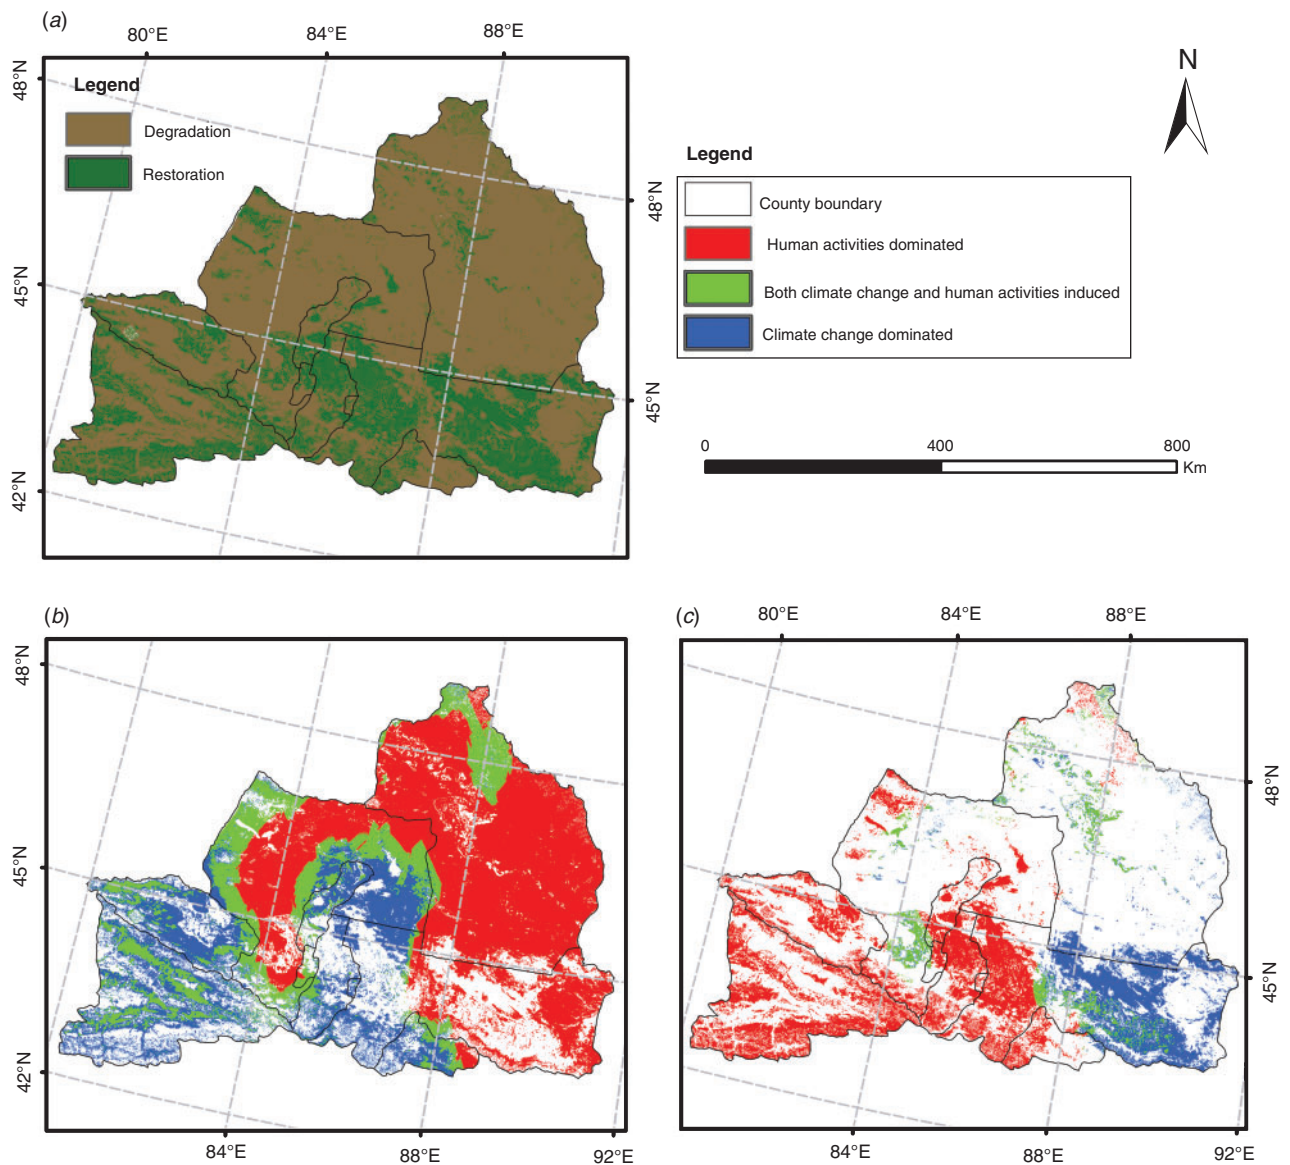 (a)
80°E 84°E 88°E
48°N
45°N
42°N
Legend
Degradation
Restoration
48°N
45°N
N
Legend
County boundary
Human activities dominated
Both climate change and human activities induced
Climate change dominated
0 400 800
Km
(b)
48°N
45°N
42°N
84°E 88°E 92°E
(c)
80°E 84°E 88°E
48°N
45°N
84°E 88°E 92°E